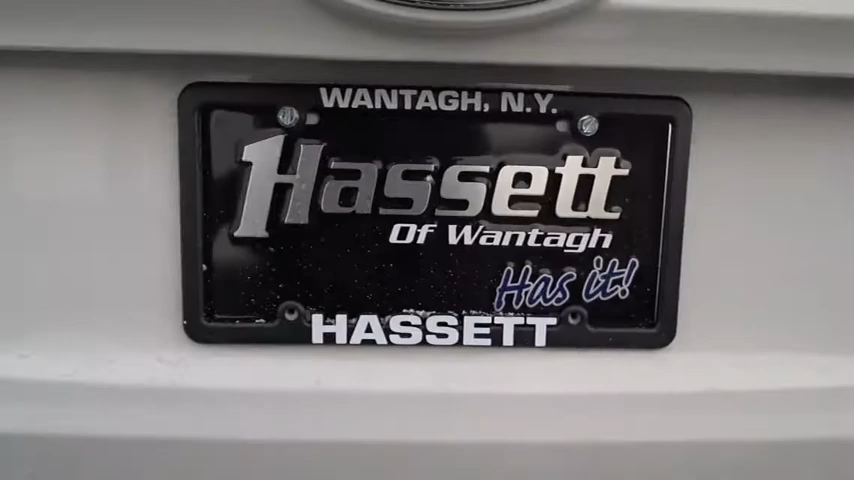 WANTAGH, N.Y.
Hassett
Of Wantagh
Has it!
HASSETT